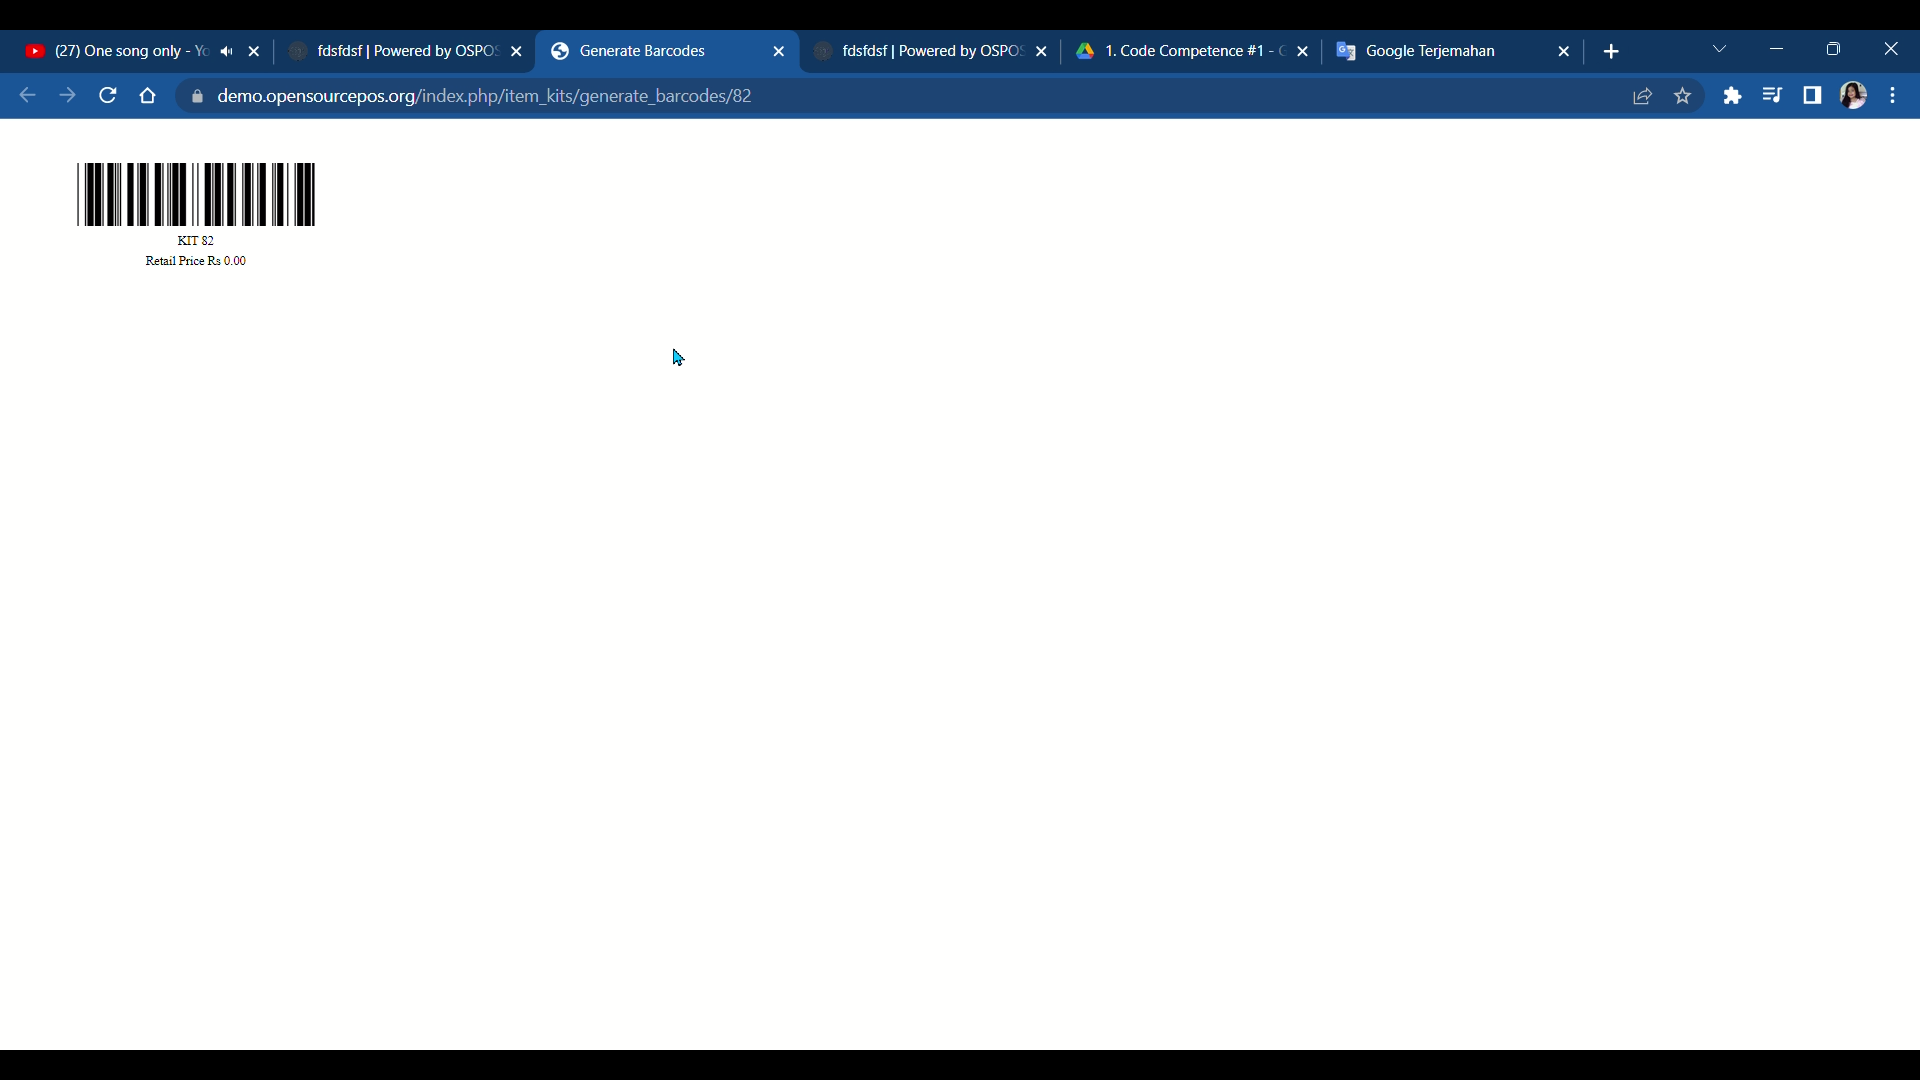 (27) One song only - Yo
fdsfdsf | Powered by OSPOS
Generate Barcodes
fdsfdsf | Powered by OSPOS
1. Code Competence #1 - G
Google Terjemahan
demo.opensourcepos.org/index.php/item_kits/generate_barcodes/82
KIT 82
Retail Price Rs 0.00